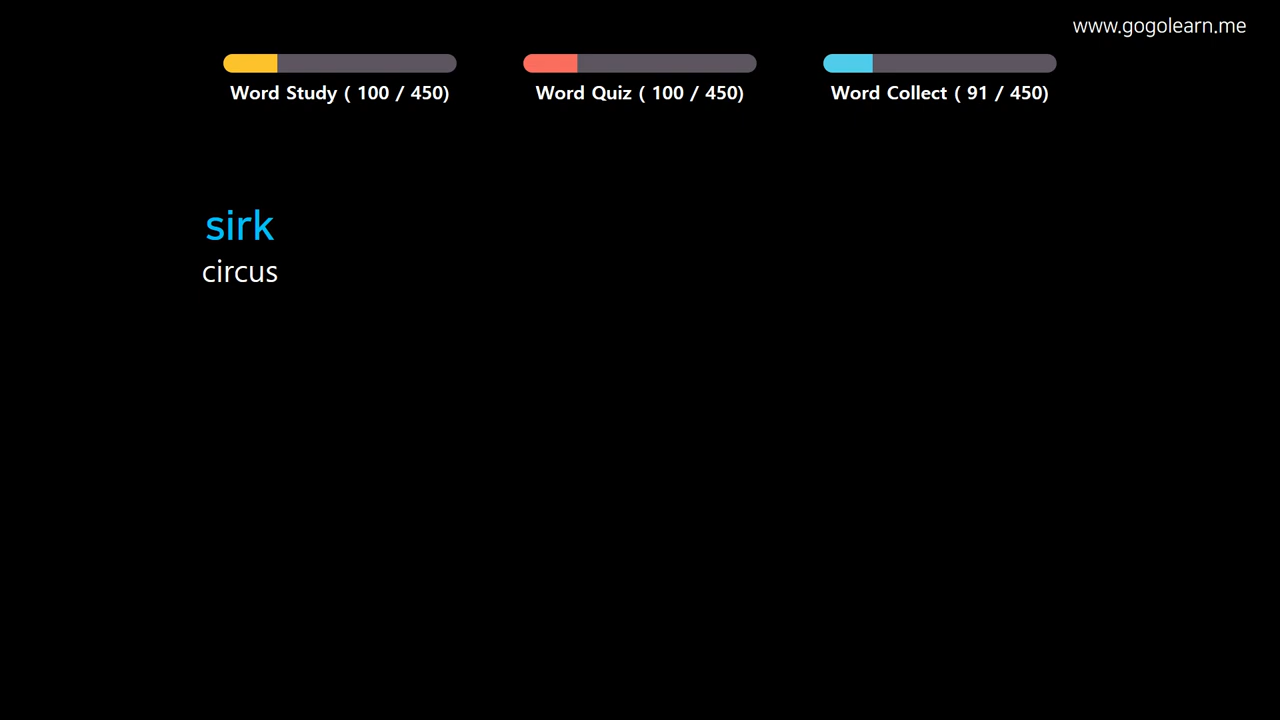 www.gogolearn.me
Word Study ( 100 / 450)
Word Quiz ( 100 / 450)
Word Collect ( 91 / 450)
sirk
circus